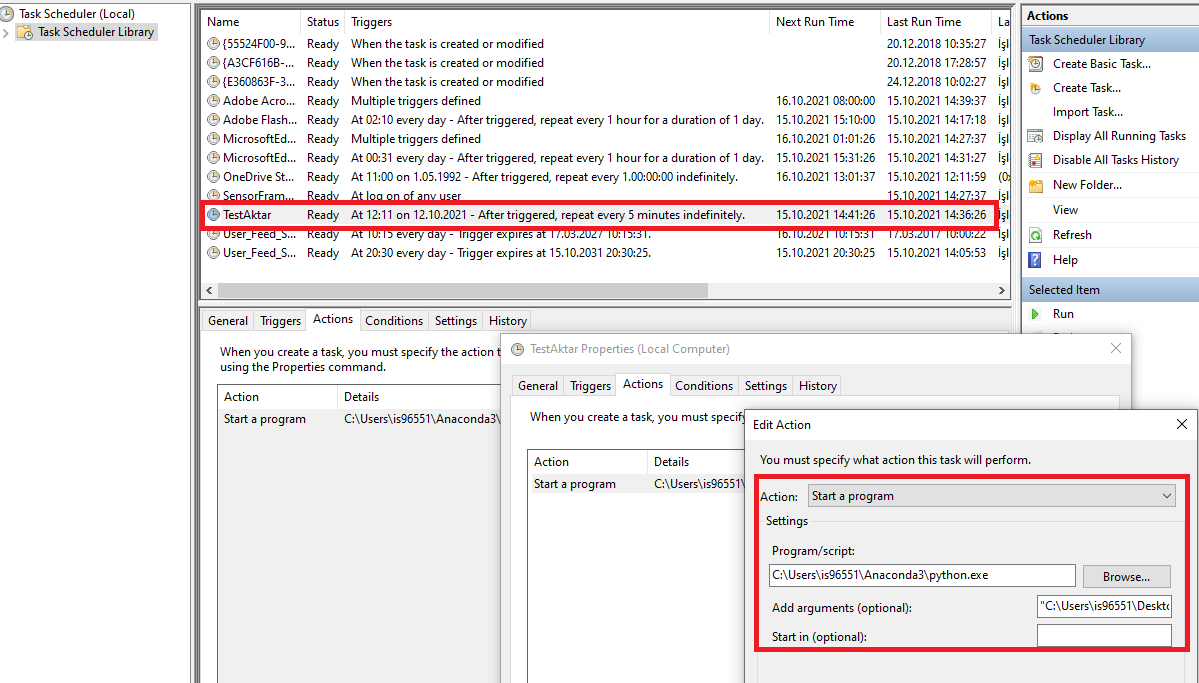 Task Scheduler (Local)
Task Scheduler Library
Name Status Triggers Next Run Time Last Run Time La
{55524F00-9... Ready When the task is created or modified 20.12.2018 10:35:27 İşl
{A3CF616B-... Ready When the task is created or modified 20.12.2018 17:28:57 İşl
{E360863F-3... Ready When the task is created or modified 24.12.2018 10:02:27 İşl
Adobe Acro... Ready Multiple triggers defined 16.10.2021 08:00:00 15.10.2021 14:39:37 İşl
Adobe Flash... Ready At 02:10 every day - After triggered, repeat every 1 hour for a duration of 1 day. 15.10.2021 15:10:00 15.10.2021 14:17:18 İşl
MicrosoftEd... Ready Multiple triggers defined 16.10.2021 01:01:26 15.10.2021 14:27:37 İşl
MicrosoftEd... Ready At 00:31 every day - After triggered, repeat every 1 hour for a duration of 1 day. 15.10.2021 15:31:26 15.10.2021 14:31:27 İşl
OneDrive St... Ready At 11:00 on 1.05.1992 - After triggered, repeat every 1.00:00:00 indefinitely. 16.10.2021 13:01:37 15.10.2021 12:11:59 (0x
SensorFram... Ready At log on of any user 15.10.2021 14:27:37 İşl
TestAktar Ready At 12:11 on 12.10.2021 - After triggered, repeat every 5 minutes indefinitely. 15.10.2021 14:41:26 15.10.2021 14:36:26 İşl
User_Feed_S... Ready At 10:15 every day - Trigger expires at 17.03.2027 10:15:31. 16.10.2021 10:15:31 17.03.2017 10:00:22 İşl
User_Feed_S... Ready At 20:30 every day - Trigger expires at 15.10.2031 20:30:25. 15.10.2021 20:30:25 15.10.2021 14:05:53 İşl
General Triggers Actions Conditions Settings History
When you create a task, you must specify the action t
using the Properties command.
Action Details
Start a program C:\Users\is96551\Anaconda3\
TestAktar Properties (Local Computer)
General Triggers Actions Conditions Settings History
When you create a task, you must specify
Action Details
Start a program C:\Users\is96551\
Edit Action
You must specify what action this task will perform.
Action: Start a program
Settings
Program/script:
C:\Users\is96551\Anaconda3\python.exe Browse...
Add arguments (optional): "C:\Users\is96551\Deskto
Start in (optional):
Actions
Task Scheduler Library
Create Basic Task...
Create Task...
Import Task...
Display All Running Tasks
Disable All Tasks History
New Folder...
View
Refresh
Help
Selected Item
Run